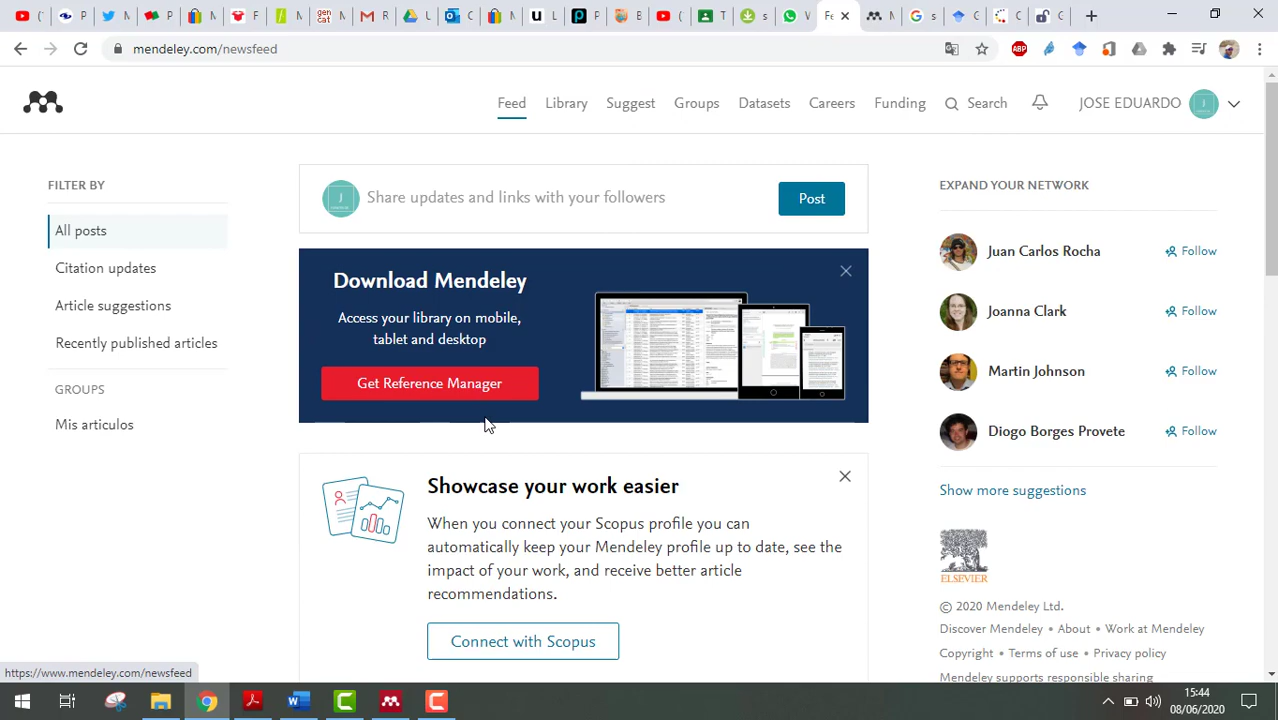 mendeley.com/newsfeed
Feed
Library
Suggest
Groups
Datasets
Careers
Funding
Search
JOSE EDUARDO
FILTER BY
All posts
Citation updates
Article suggestions
Recently published articles
GROUPS
Mis articulos
J
Share updates and links with your followers
Post
Download Mendeley
Access your library on mobile,
tablet and desktop
Get Reference Manager
Showcase your work easier
When you connect your Scopus profile you can
automatically keep your Mendeley profile up to date, see the
impact of your work, and receive better article
recommendations.
Connect with Scopus
EXPAND YOUR NETWORK
Juan Carlos Rocha
Follow
Joanna Clark
Follow
Martin Johnson
Follow
Diogo Borges Provete
Follow
Show more suggestions
ELSEVIER
© 2020 Mendeley Ltd.
Discover Mendeley • About • Work at Mendeley
Copyright • Terms of use • Privacy policy
Mendeley supports responsible sharing
https://www.mendeley.com/newsfeed
15:44
08/06/2020